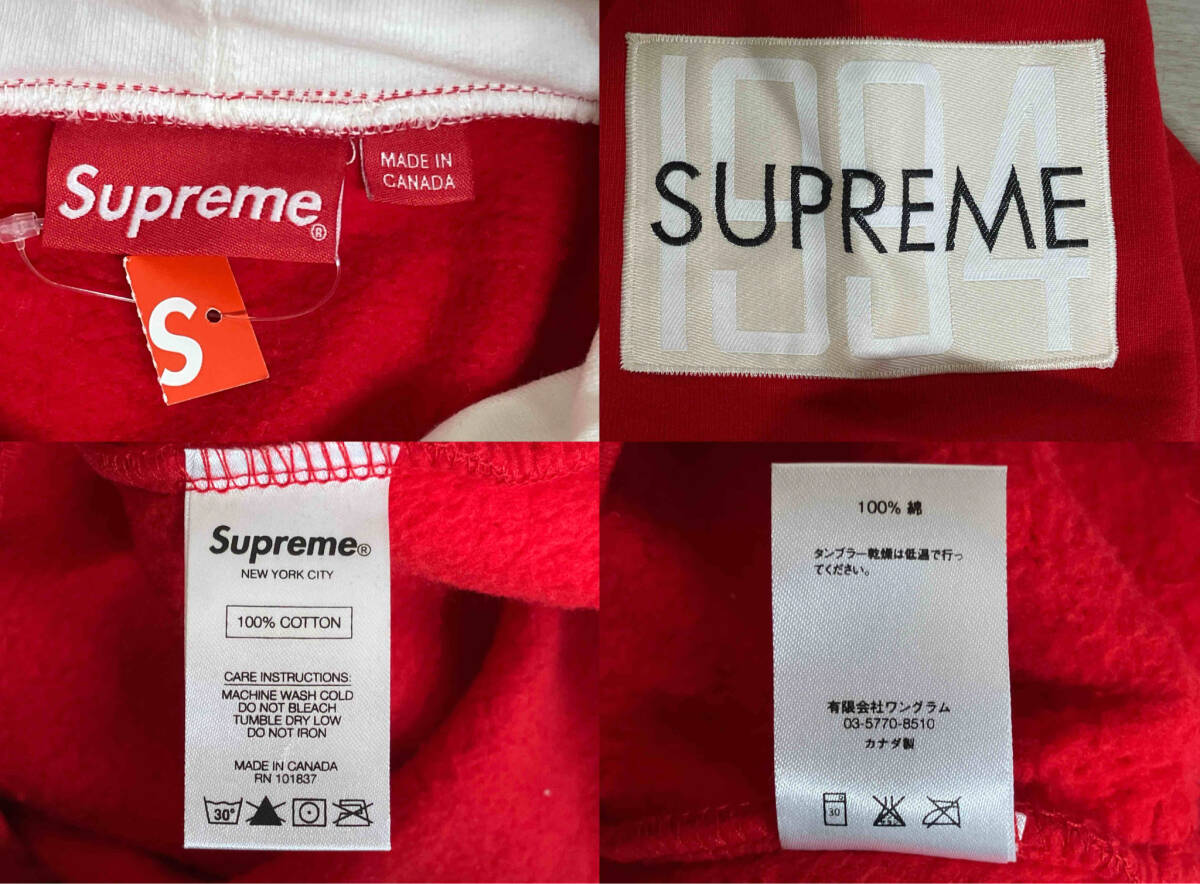 Supreme®
MADE IN
CANADA
S
1994
SUPREME
Supreme®
NEW YORK CITY
100% COTTON
CARE INSTRUCTIONS:
MACHINE WASH COLD
DO NOT BLEACH
TUMBLE DRY LOW
DO NOT IRON
MADE IN CANADA
RN 101837
30°
100% 綿
タンブラー乾燥は低温で行っ
てください。
有限会社ワングラム
03-5770-8510
カナダ製
30